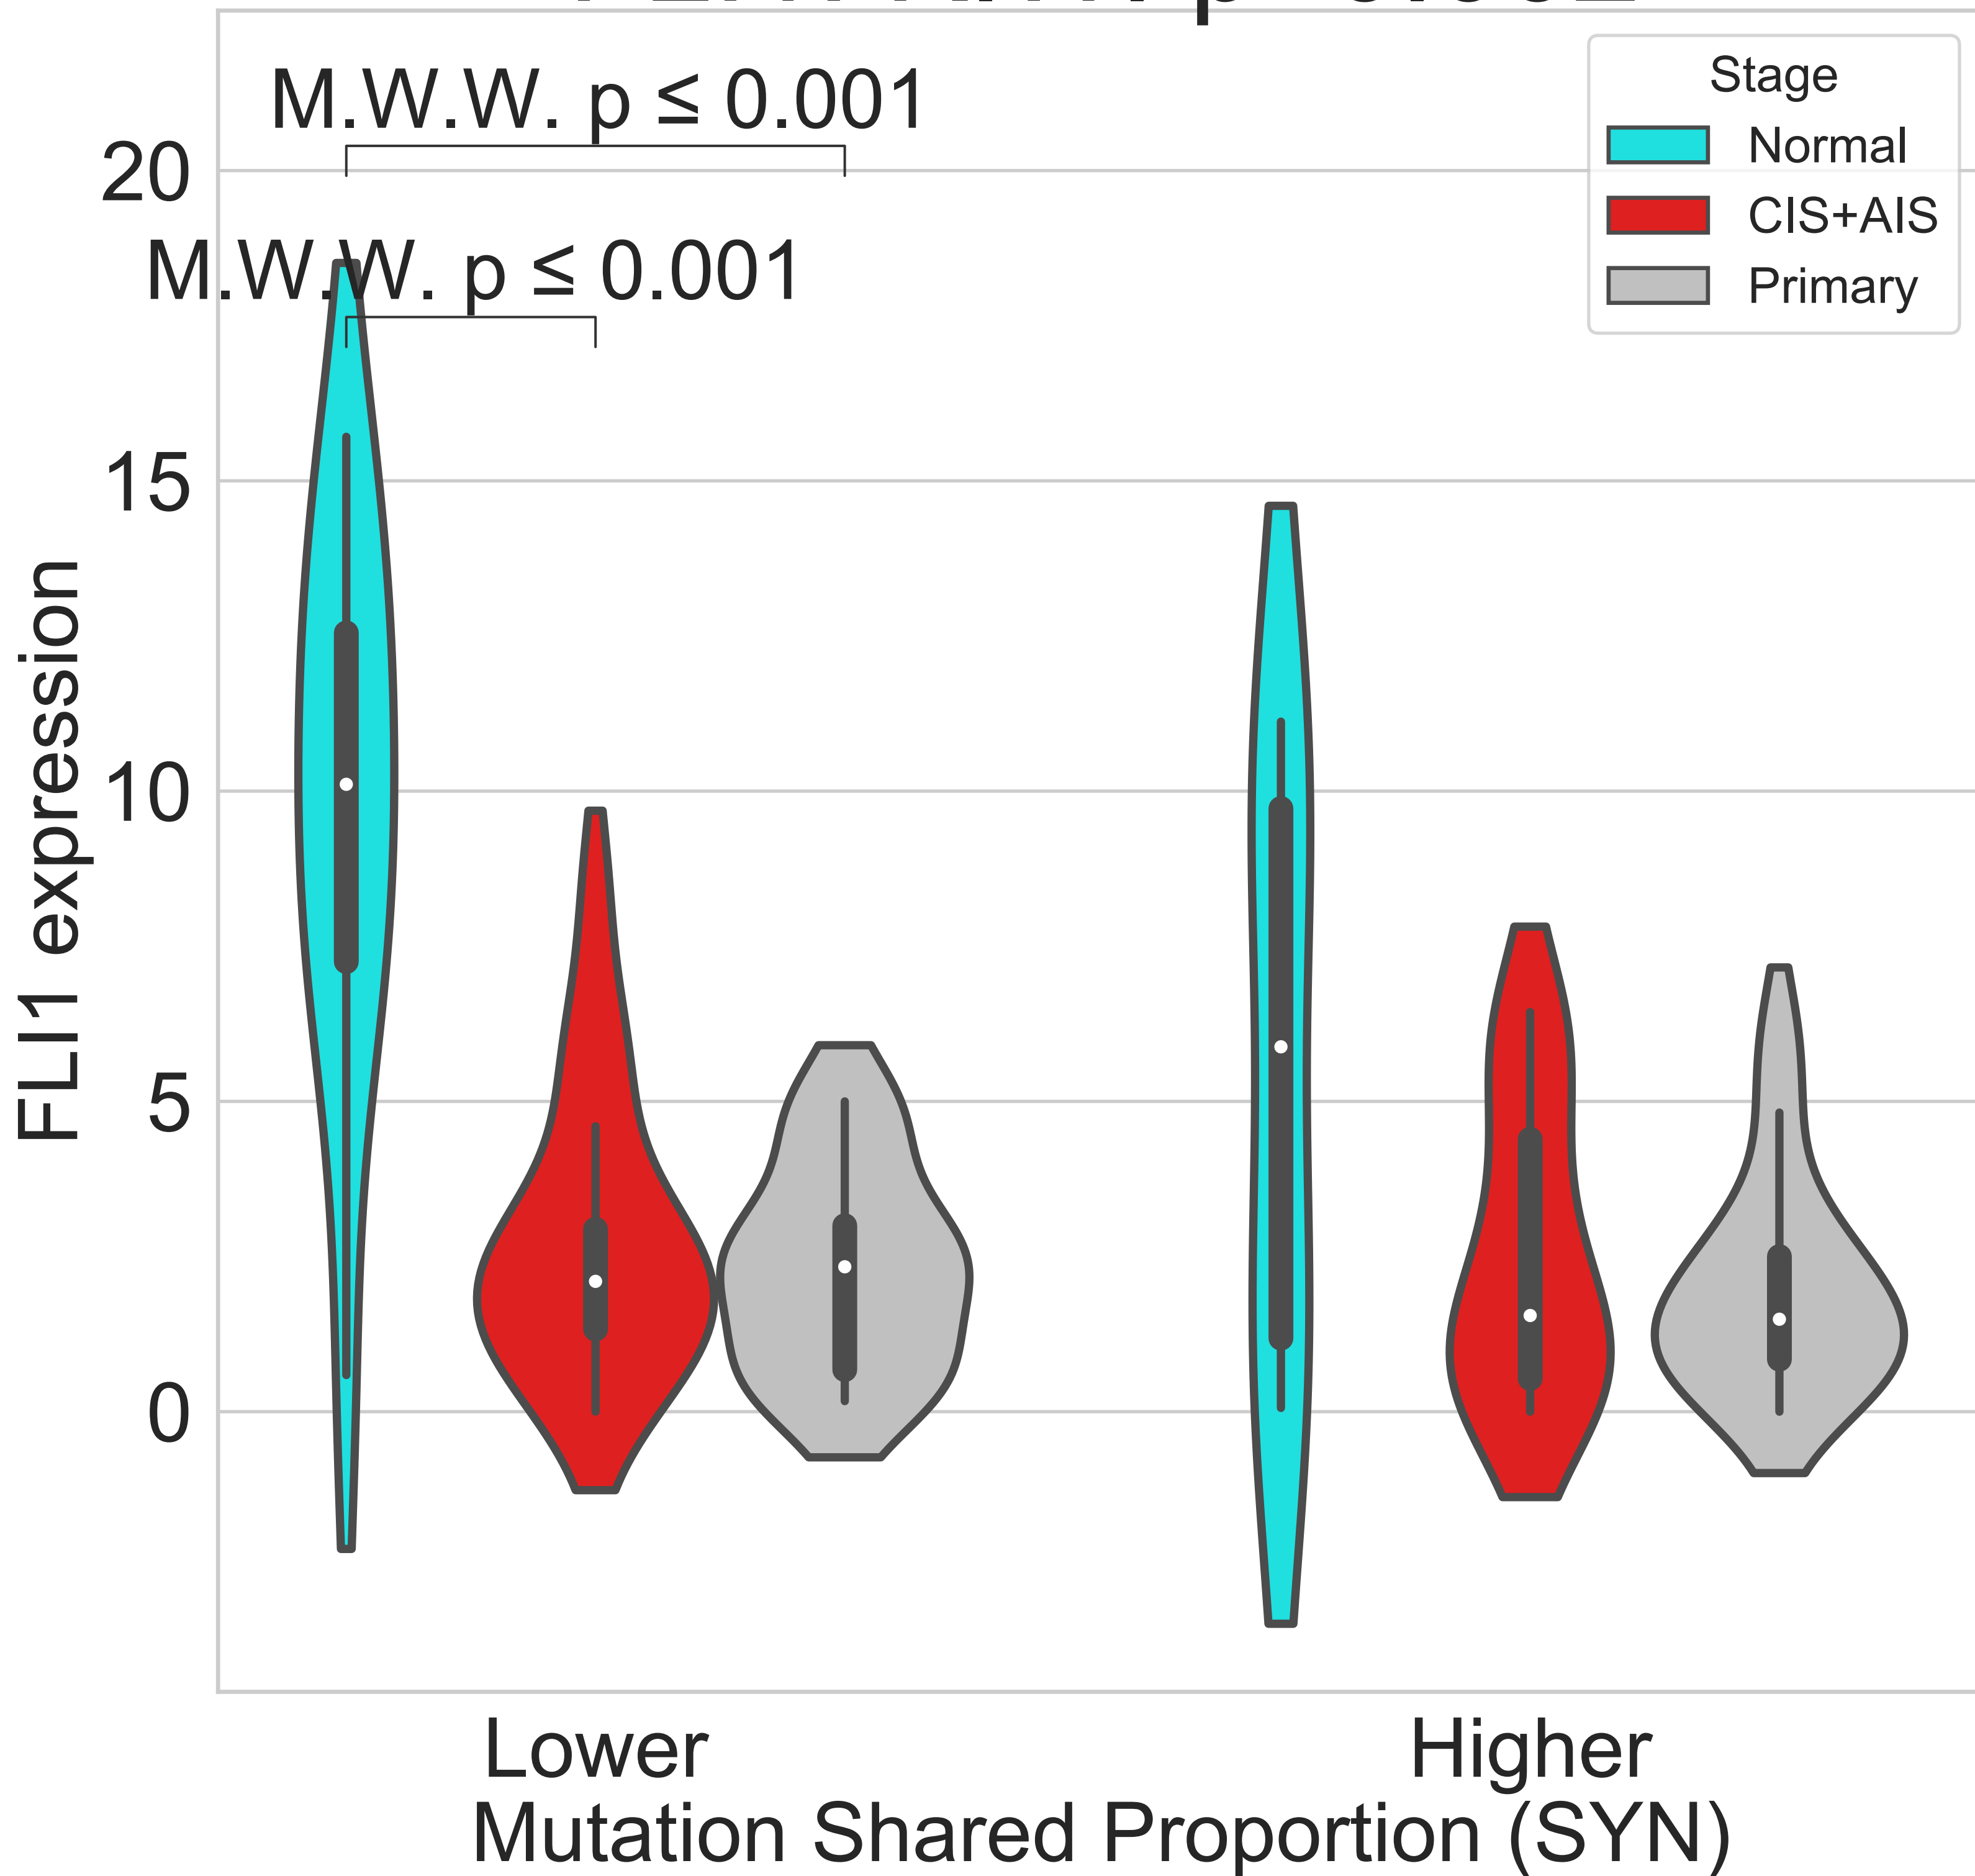 M.W.W. p ≤ 0.001
M.W.W. p ≤ 0.001
Stage
Normal
CIS+AIS
Primary
20
15
10
5
0
FLI1 expression
Lower
Higher
Mutation Shared Proportion (SYN)